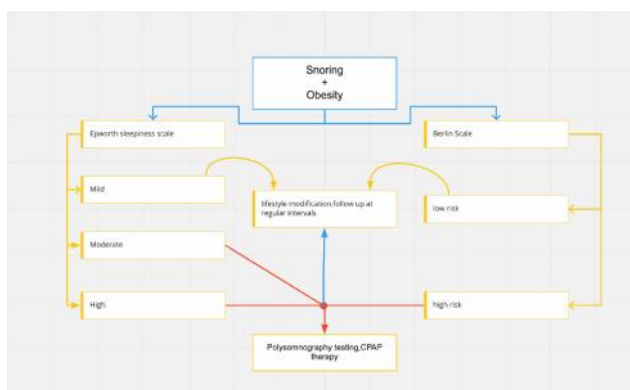 Snoring
+
Obesity
Epworth sleepiness scale
Berlin Scale
Mild
lifestyle modification,follow up at
regular intervals
low risk
Moderate
High
high risk
Polysomnography testing,CPAP
therapy